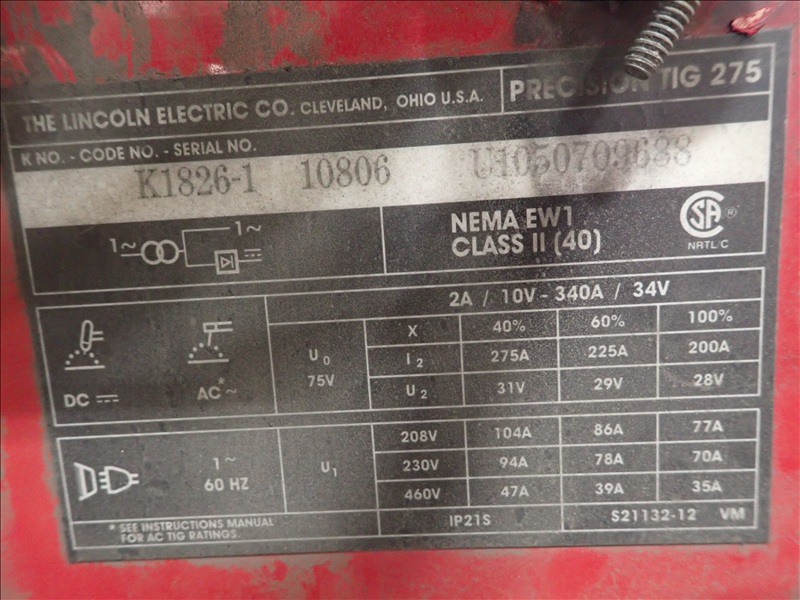 THE LINCOLN ELECTRIC CO. CLEVELAND, OHIO U.S.A.
PRECISION TIG 275
K NO. - CODE NO. - SERIAL NO.
K1826-1 10806 U1050709688
1~
1~
NEMA EW1
CLASS II (40)
SA ®
NRTL/C
2A / 10V - 340A / 34V
X 40% 60% 100%
U0
75V
I2 275A 225A 200A
U2 31V 29V 28V
DC
AC*~
208V 104A 86A 77A
1~
60 HZ
U1
230V 94A 78A 70A
460V 47A 39A 35A
* SEE INSTRUCTIONS MANUAL
FOR AC TIG RATINGS.
IP21S
S21132-12 VM